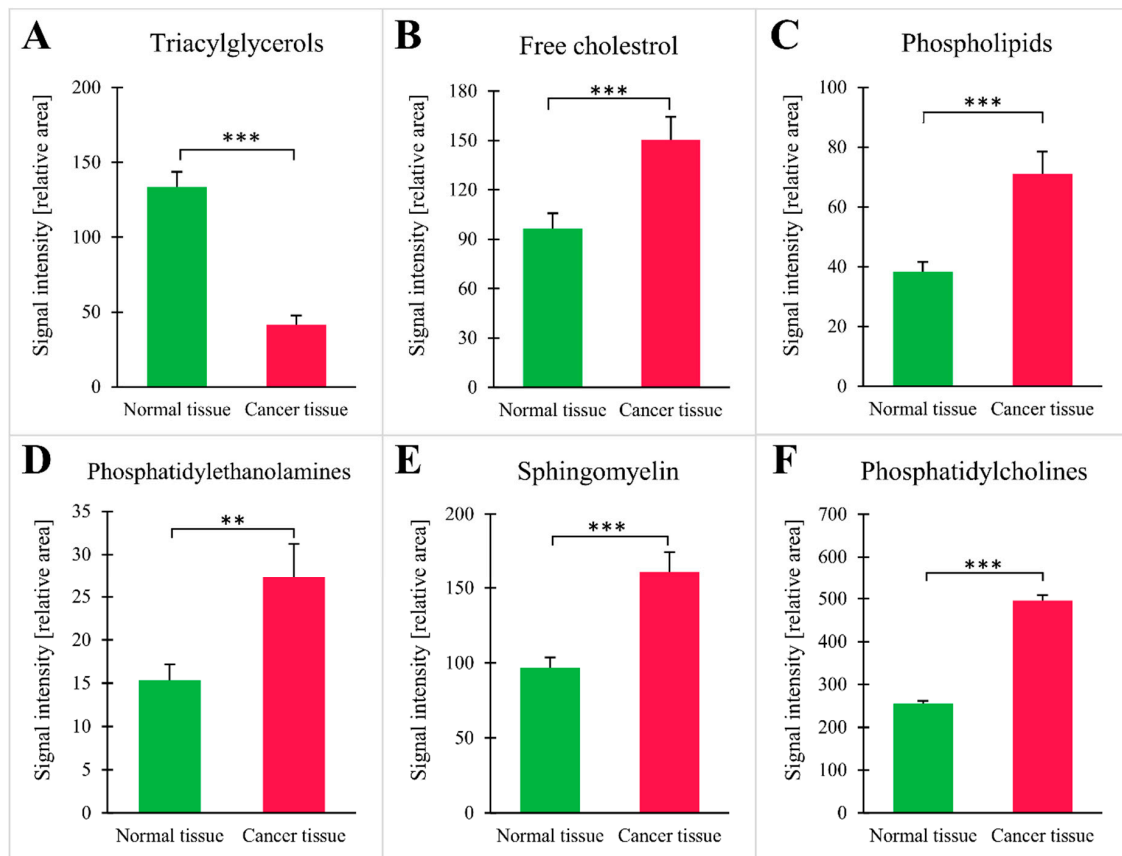 A
Triacylglycerols
Signal intensity [relative area]
200
150
100
50
0
***
Normal tissue
Cancer tissue
B
Free cholestrol
Signal intensity [relative area]
180
150
120
90
60
30
0
***
Normal tissue
Cancer tissue
C
Phospholipids
Signal intensity [relative area]
100
80
60
40
20
0
***
Normal tissue
Cancer tissue
D
Phosphatidylethanolamines
Signal intensity [relative area]
35
30
25
20
15
10
5
0
**
Normal tissue
Cancer tissue
E
Sphingomyelin
Signal intensity [relative area]
200
150
100
50
0
***
Normal tissue
Cancer tissue
F
Phosphatidylcholines
Signal intensity [relative area]
700
600
500
400
300
200
100
0
***
Normal tissue
Cancer tissue